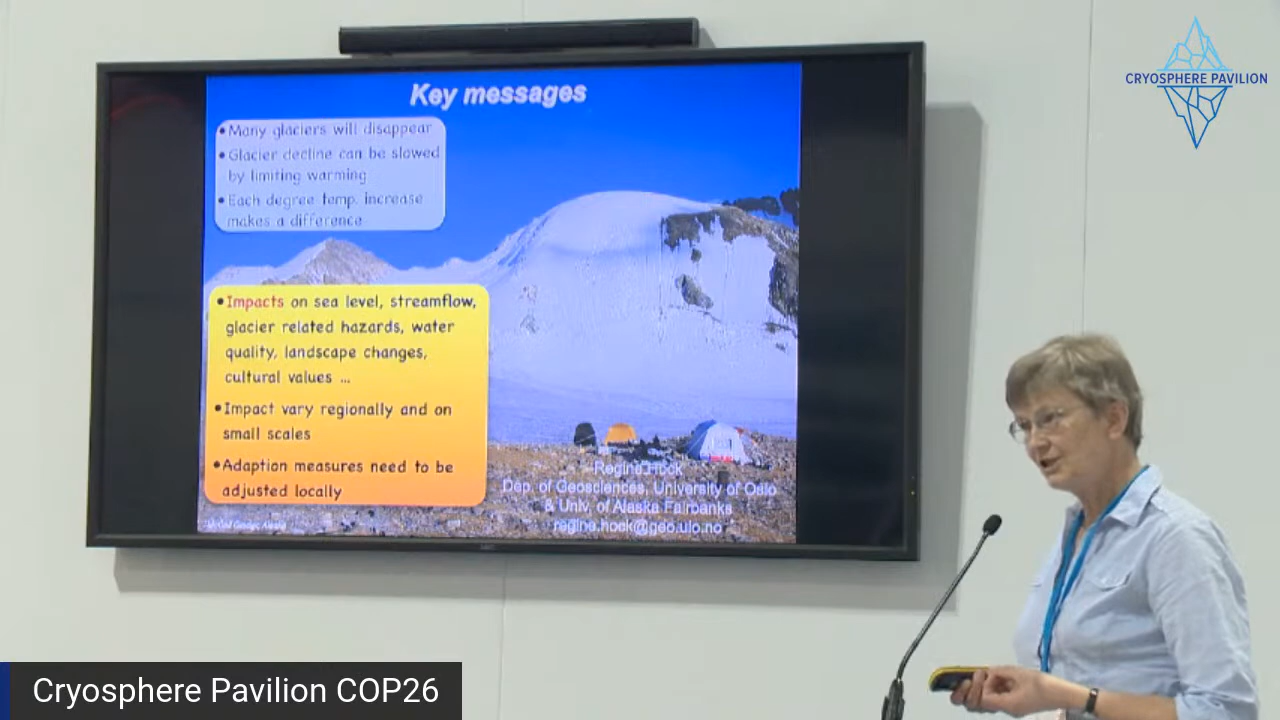 CRYOSPHERE PAVILION
Key messages
• Many glaciers will disappear
• Glacier decline can be slowed
by limiting warming
• Each degree temp. increase
makes a difference
• Impacts on sea level, streamflow,
glacier related hazards, water
quality, landscape changes,
cultural values ...
• Impact vary regionally and on
small scales
• Adaption measures need to be
adjusted locally
Regine Hock
Dep. of Geosciences, University of Oslo
& Univ. of Alaska Fairbanks
regine.hock@geo.uio.no
Cryosphere Pavilion COP26